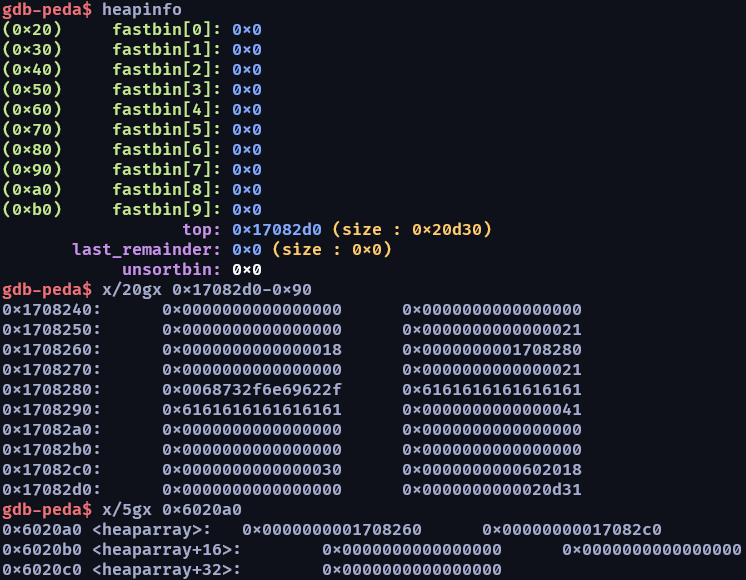 gdb-peda$ heapinfo
(0x20)     fastbin[0]: 0x0
(0x30)     fastbin[1]: 0x0
(0x40)     fastbin[2]: 0x0
(0x50)     fastbin[3]: 0x0
(0x60)     fastbin[4]: 0x0
(0x70)     fastbin[5]: 0x0
(0x80)     fastbin[6]: 0x0
(0x90)     fastbin[7]: 0x0
(0xa0)     fastbin[8]: 0x0
(0xb0)     fastbin[9]: 0x0
                  top: 0x17082d0 (size : 0x20d30)
       last_remainder: 0x0 (size : 0x0)
            unsortbin: 0x0
gdb-peda$ x/20gx 0x17082d0-0x90
0x1708240:      0x0000000000000000      0x0000000000000000
0x1708250:      0x0000000000000000      0x0000000000000021
0x1708260:      0x0000000000000018      0x0000000001708280
0x1708270:      0x0000000000000000      0x0000000000000021
0x1708280:      0x0068732f6e69622f      0x6161616161616161
0x1708290:      0x6161616161616161      0x0000000000000041
0x17082a0:      0x0000000000000000      0x0000000000000000
0x17082b0:      0x0000000000000000      0x0000000000000000
0x17082c0:      0x0000000000000030      0x0000000000602018
0x17082d0:      0x0000000000000000      0x0000000000020d31
gdb-peda$ x/5gx 0x6020a0
0x6020a0 <heaparray>:   0x0000000001708260      0x00000000017082c0
0x6020b0 <heaparray+16>:        0x0000000000000000      0x0000000000000000
0x6020c0 <heaparray+32>:        0x0000000000000000